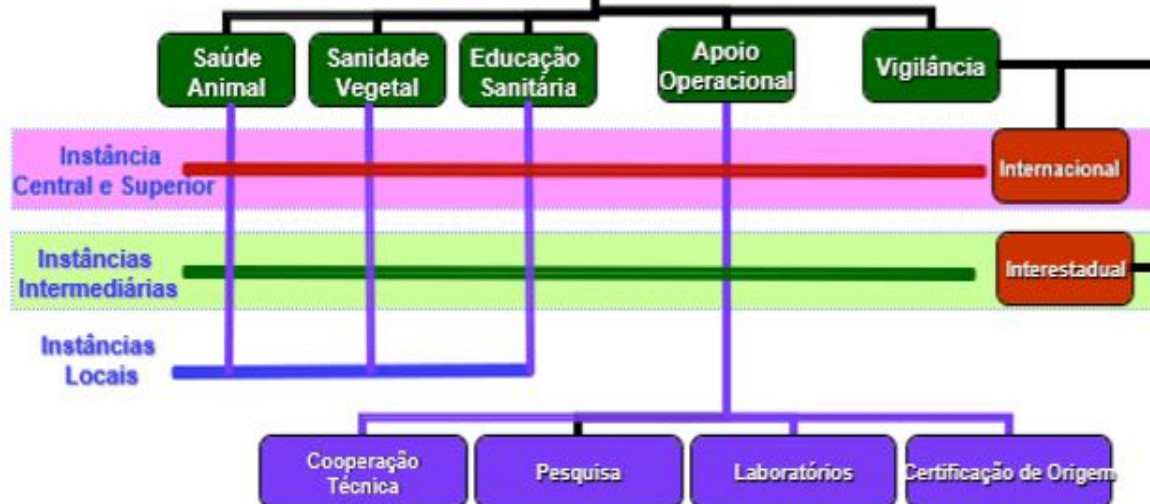 Saúde
Animal
Sanidade
Vegetal
Educação
Sanitária
Apoio
Operacional
Vigilância
Instância
Central e Superior
Internacional
Instâncias
Intermediárias
Interestadual
Instâncias
Locais
Cooperação
Técnica
Pesquisa
Laboratórios
Certificação de Origem